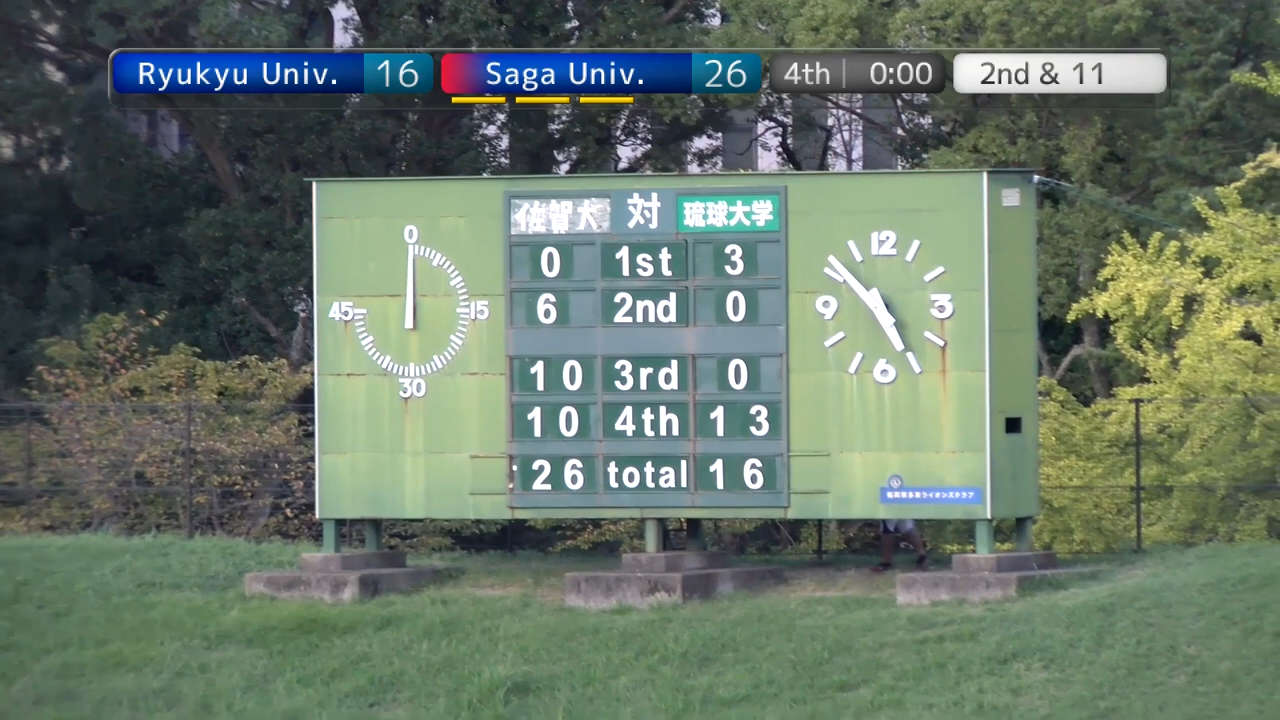 Ryukyu Univ. 16 Saga Univ. 26 4th 0:00 2nd & 11
佐賀大 対 琉球大学
0 1st 3
6 2nd 0
10 3rd 0
10 4th 13
26 total 16
0
15
30
45
12
3
6
9